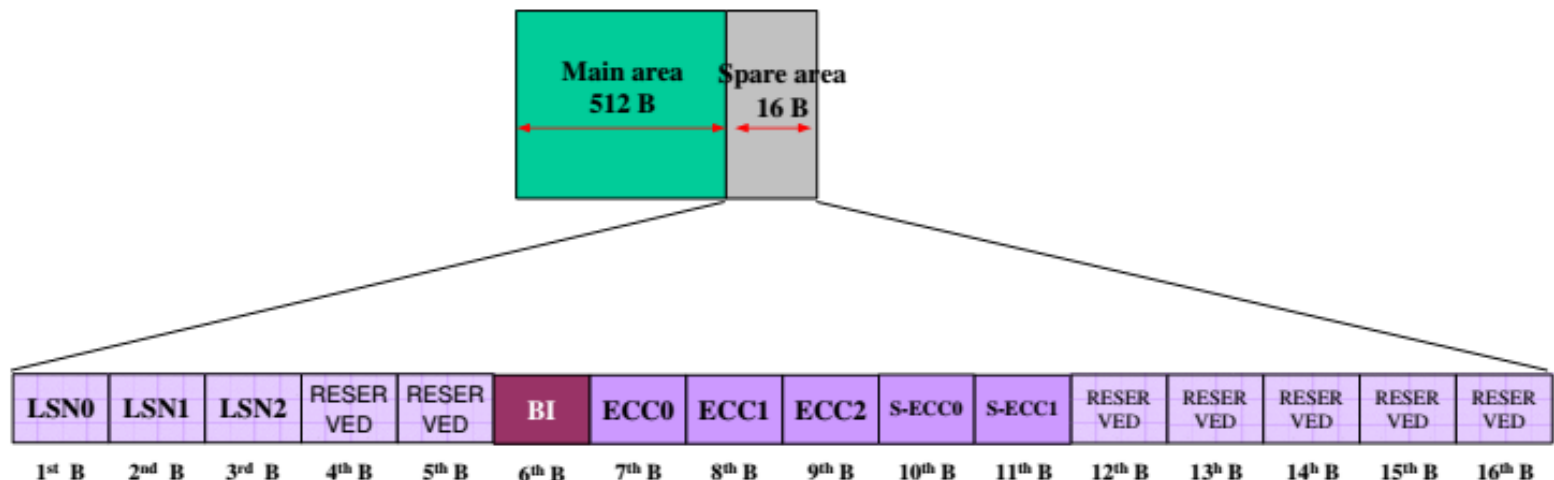 Main area
512 B
Spare area
16 B
LSN0 LSN1 LSN2 RESER RESER BI ECC0 ECC1 ECC2 S-ECC0 S-ECC1 RESER RESER RESER RESER RESER
VED VED VED VED VED VED VED
1st B 2nd B 3rd B 4th B 5th B 6th B 7th B 8th B 9th B 10th B 11th B 12th B 13h B 14h B 15th B 16th B